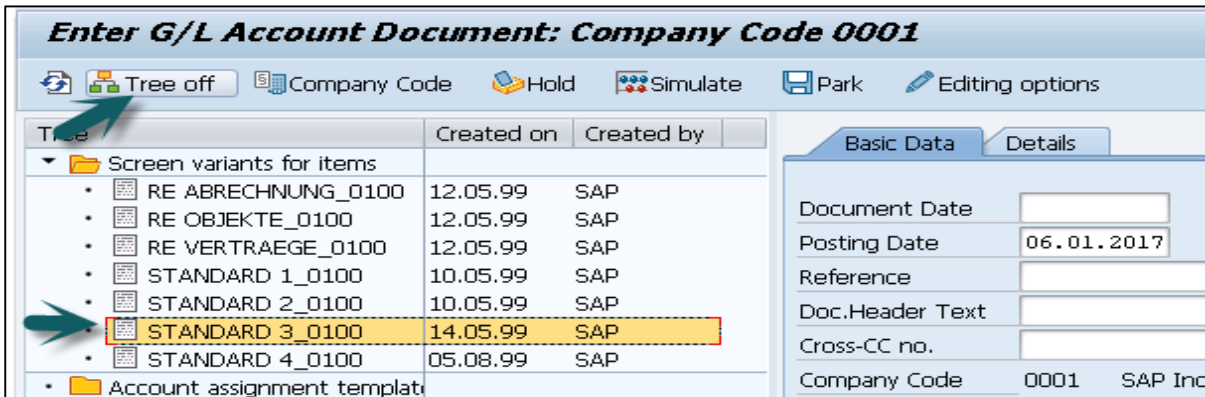 Enter G/L Account Document: Company Code 0001
Tree off Company Code Hold Simulate Park Editing options
Tree Created on Created by
Screen variants for items
RE ABRECHNUNG_0100 12.05.99 SAP
RE OBJEKTE_0100 12.05.99 SAP
RE VERTRAEGE_0100 12.05.99 SAP
STANDARD 1_0100 10.05.99 SAP
STANDARD 2_0100 10.05.99 SAP
STANDARD 3_0100 14.05.99 SAP
STANDARD 4_0100 05.08.99 SAP
Account assignment templat
Basic Data Details
Document Date
Posting Date 06.01.2017
Reference
Doc.Header Text
Cross-CC no.
Company Code 0001 SAP Inc